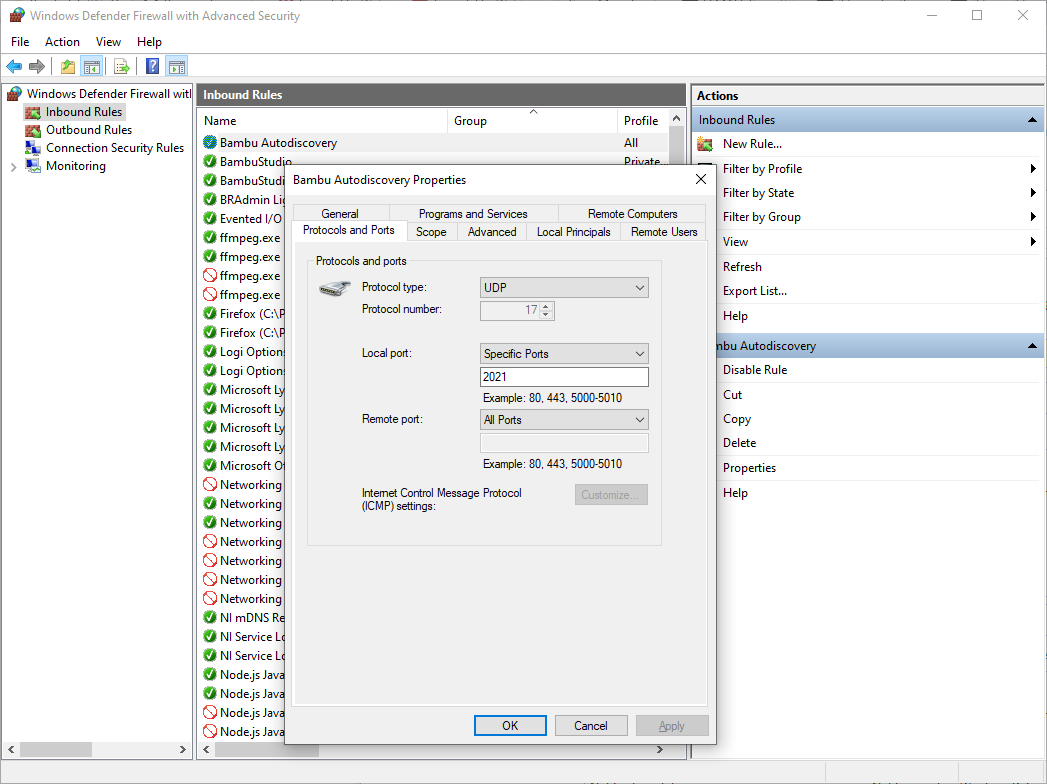 Windows Defender Firewall with Advanced Security
File Action View Help
Windows Defender Firewall with
Inbound Rules
Outbound Rules
Connection Security Rules
Monitoring
Inbound Rules
Name Group Profile
Bambu Autodiscovery All
BambuStudio Private...
BambuStudi
BRAdmin Lig
Evented I/O
ffmpeg.exe
ffmpeg.exe
ffmpeg.exe
ffmpeg.exe
Firefox (C:\P
Firefox (C:\P
Logi Options
Logi Options
Microsoft Ly
Microsoft Ly
Microsoft Ly
Microsoft Ly
Microsoft Of
Networking
Networking
Networking
Networking
Networking
Networking
Networking
NI mDNS Re
NI Service Lo
NI Service Lo
Node.js Java
Node.js Java
Node.js Java
Node.js Java
Bambu Autodiscovery Properties
General Programs and Services Remote Computers
Protocols and Ports Scope Advanced Local Principals Remote Users
Protocols and ports
Protocol type: UDP
Protocol number: 17
Local port: Specific Ports
2021
Example: 80, 443, 5000-5010
Remote port: All Ports
Example: 80, 443, 5000-5010
Internet Control Message Protocol
(ICMP) settings:
Customize...
OK Cancel Apply
Actions
Inbound Rules
New Rule...
Filter by Profile
Filter by State
Filter by Group
View
Refresh
Export List...
Help
mbu Autodiscovery
Disable Rule
Cut
Copy
Delete
Properties
Help